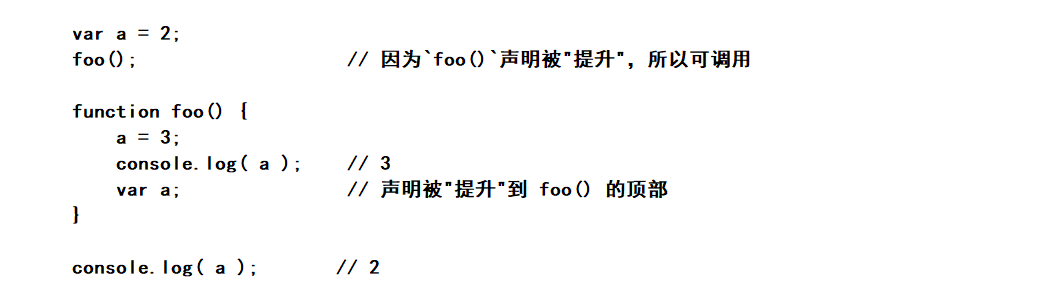 var a = 2;
foo(); // 因为`foo()`声明被"提升"，所以可调用
function foo() {
a = 3;
console.log( a ); // 3
var a; // 声明被"提升"到 foo() 的顶部
}
console.log( a ); // 2